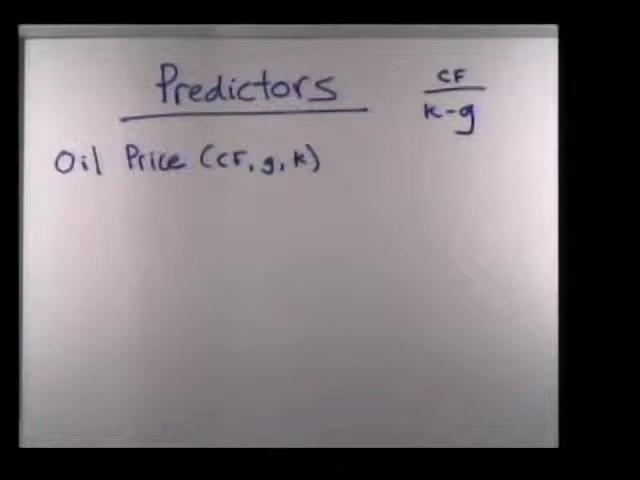 Predictors
CF
k-g
Oil Price (CF, g, k)